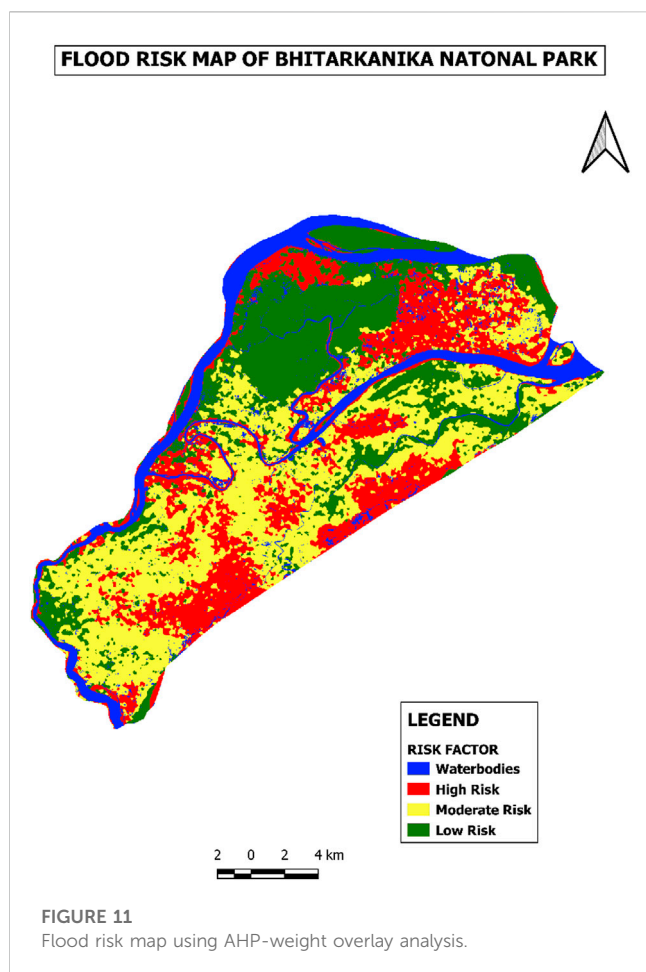 FLOOD RISK MAP OF BHITARKANIKA NATONAL PARK
LEGEND
RISK FACTOR
Waterbodies
High Risk
Moderate Risk
Low Risk
2 0 2 4 km
FIGURE 11
Flood risk map using AHP-weight overlay analysis.